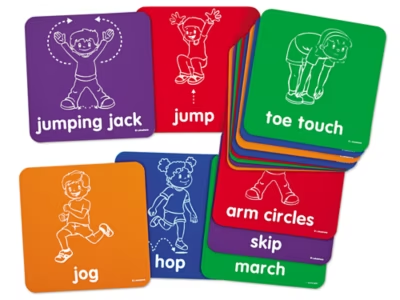 jumping jack
jump
toe touch
jog
hop
arm circles
skip
march